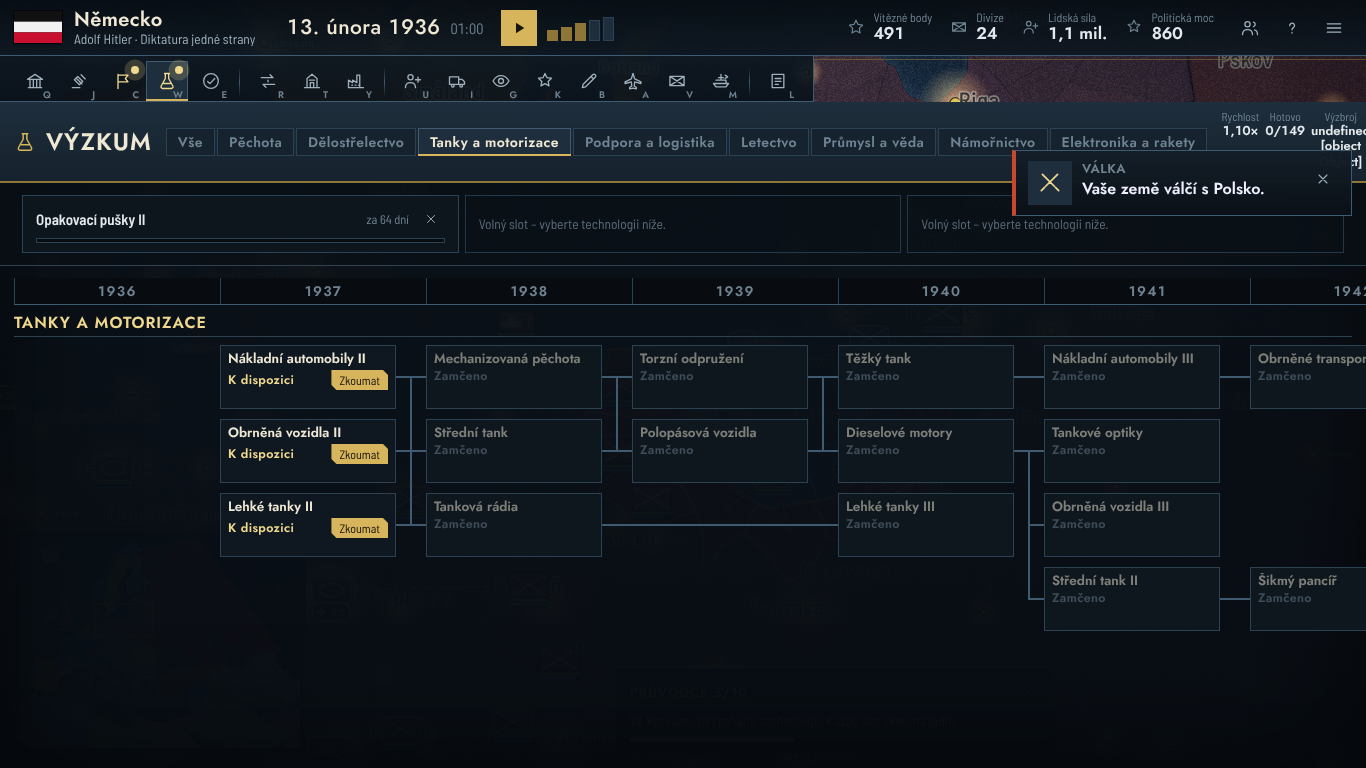 Německo
Adolf Hitler · Diktatura jedné strany
13. února 1936 01:00
Vítězné body
491
Divize
24
Lidská síla
1,1 mil.
Politická moc
860
?
Q J C W E R T Y U I G K B A V M L
Pskov
Riga
VÝZKUM
Vše
Pěchota
Dělostřelectvo
Tanky a motorizace
Podpora a logistika
Letectvo
Průmysl a věda
Námořnictvo
Elektronika a rakety
Rychlost
1,10×
Hotovo
0/149
Výzbroj
undefined
[object
VÁLKA
Vaše země válčí s Polsko.
Opakovací pušky II
za 64 dní
Volný slot – vyberte technologii níže.
Volný slot – vyberte technologii níže.
1936 1937 1938 1939 1940 1941 1942
TANKY A MOTORIZACE
Nákladní automobily II
K dispozici
Zkoumat
Mechanizovaná pěchota
Zamčeno
Torzní odpružení
Zamčeno
Těžký tank
Zamčeno
Nákladní automobily III
Zamčeno
Obrněné transpor
Zamčeno
Obrněná vozidla II
K dispozici
Zkoumat
Střední tank
Zamčeno
Polopásová vozidla
Zamčeno
Dieselové motory
Zamčeno
Tankové optiky
Zamčeno
Lehké tanky II
K dispozici
Zkoumat
Tanková rádia
Zamčeno
Lehké tanky III
Zamčeno
Obrněná vozidla III
Zamčeno
Střední tank II
Zamčeno
Šikmý pancíř
Zamčeno